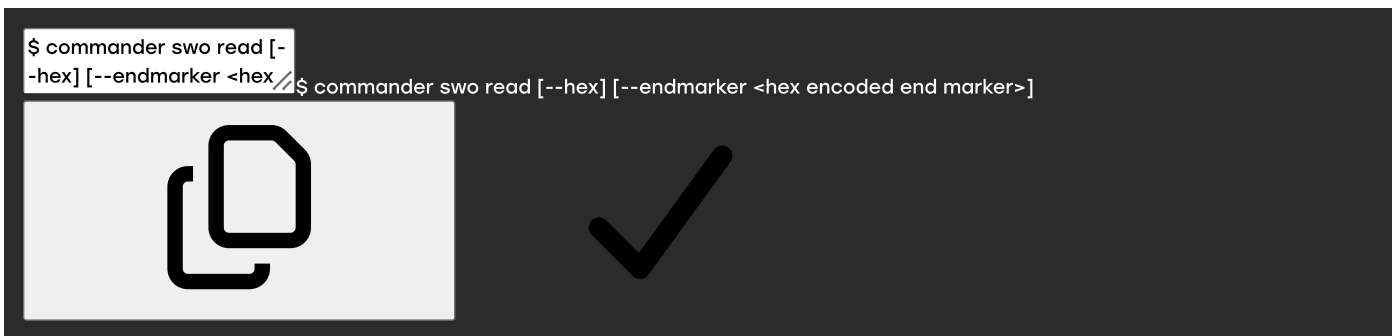 $ commander swo read [-
-hex] [--endmarker <hex
$ commander swo read [--hex] [--endmarker <hex encoded end marker>]